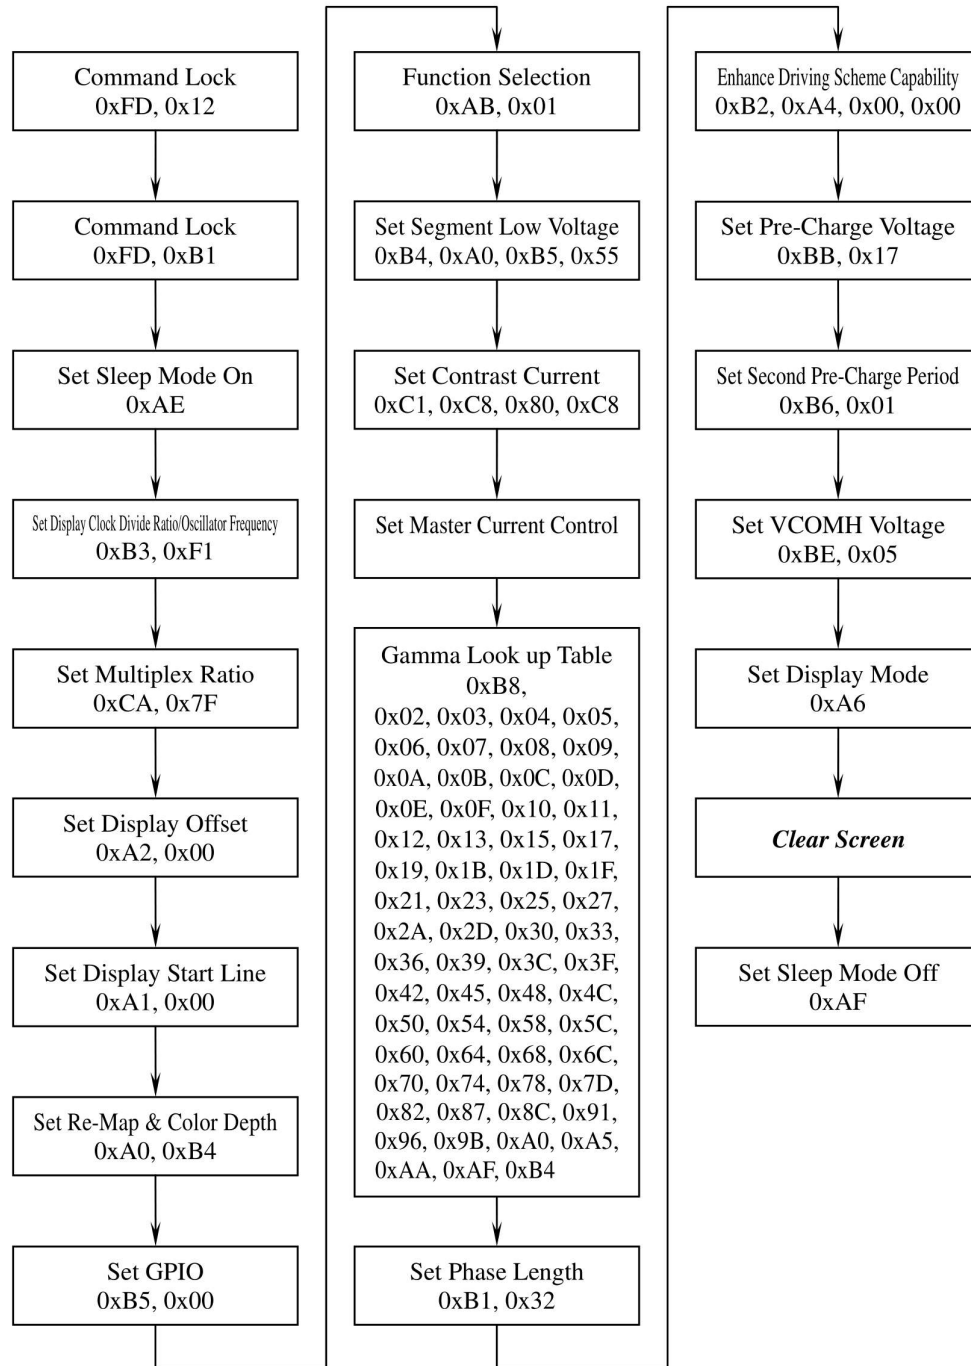 Command Lock
0xFD, 0x12
Command Lock
0xFD, 0xB1
Set Sleep Mode On
0xAE
Set Display Clock Divide Ratio/Oscillator Frequency
0xB3, 0xF1
Set Multiplex Ratio
0xCA, 0x7F
Set Display Offset
0xA2, 0x00
Set Display Start Line
0xA1, 0x00
Set Re-Map & Color Depth
0xA0, 0xB4
Set GPIO
0xB5, 0x00
Function Selection
0xAB, 0x01
Set Segment Low Voltage
0xB4, 0xA0, 0xB5, 0x55
Set Contrast Current
0xC1, 0xC8, 0x80, 0xC8
Set Master Current Control
Gamma Look up Table
0xB8,
0x02, 0x03, 0x04, 0x05,
0x06, 0x07, 0x08, 0x09,
0x0A, 0x0B, 0x0C, 0x0D,
0x0E, 0x0F, 0x10, 0x11,
0x12, 0x13, 0x15, 0x17,
0x19, 0x1B, 0x1D, 0x1F,
0x21, 0x23, 0x25, 0x27,
0x2A, 0x2D, 0x30, 0x33,
0x36, 0x39, 0x3C, 0x3F,
0x42, 0x45, 0x48, 0x4C,
0x50, 0x54, 0x58, 0x5C,
0x60, 0x64, 0x68, 0x6C,
0x70, 0x74, 0x78, 0x7D,
0x82, 0x87, 0x8C, 0x91,
0x96, 0x9B, 0xA0, 0xA5,
0xAA, 0xAF, 0xB4
Set Phase Length
0xB1, 0x32
Enhance Driving Scheme Capability
0xB2, 0xA4, 0x00, 0x00
Set Pre-Charge Voltage
0xBB, 0x17
Set Second Pre-Charge Period
0xB6, 0x01
Set VCOMH Voltage
0xBE, 0x05
Set Display Mode
0xA6
Clear Screen
Set Sleep Mode Off
0xAF